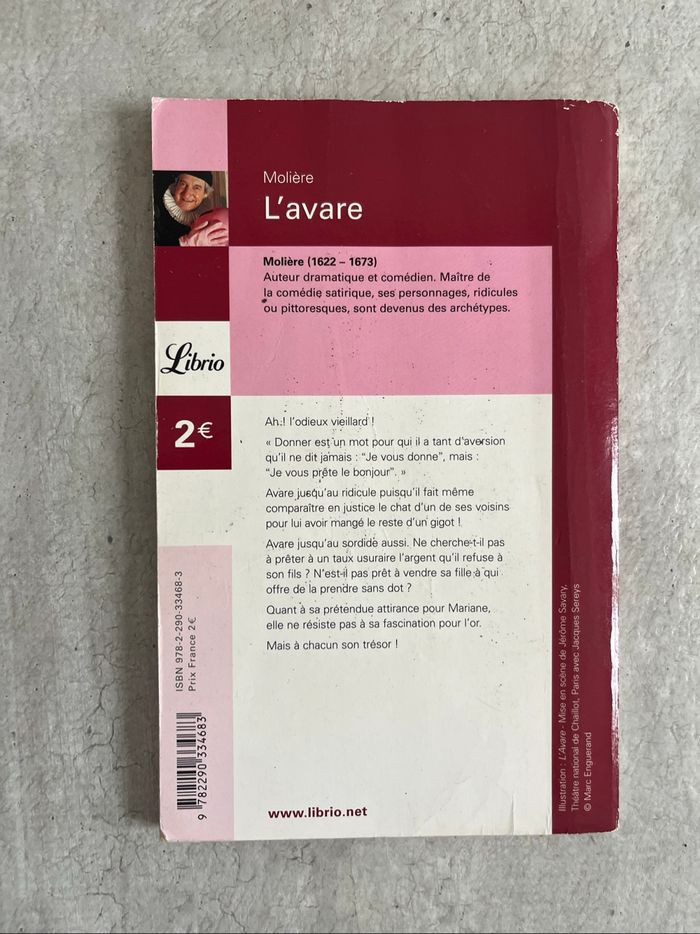 Molière
L'avare
Molière (1622 – 1673)
Auteur dramatique et comédien. Maître de
la comédie satirique, ses personnages, ridicules
ou pittoresques, sont devenus des archétypes.
Librio
2€
Ah ! l'odieux vieillard !
« Donner est un mot pour qui il a tant d'aversion
qu'il ne dit jamais : “Je vous donne”, mais :
“Je vous prête le bonjour”. »
Avare jusqu'au ridicule puisqu'il fait même
comparaître en justice le chat d'un de ses voisins
pour lui avoir mangé le reste d'un gigot !
Avare jusqu'au sordide aussi. Ne cherche-t-il pas
à prêter à un taux usuraire l'argent qu'il refuse à
son fils ? N'est-il pas prêt à vendre sa fille à qui
offre de la prendre sans dot ?
Quant à sa prétendue attirance pour Mariane,
elle ne résiste pas à sa fascination pour l'or.
Mais à chacun son trésor !
ISBN 978-2-290-33468-3
Prix France 2€
9 782290 334683
www.librio.net
Illustration : L'Avare - Mise en scène de Jérôme Savary,
Théâtre national de Chaillot, Paris avec Jacques Sereys
© Marc Enguerand